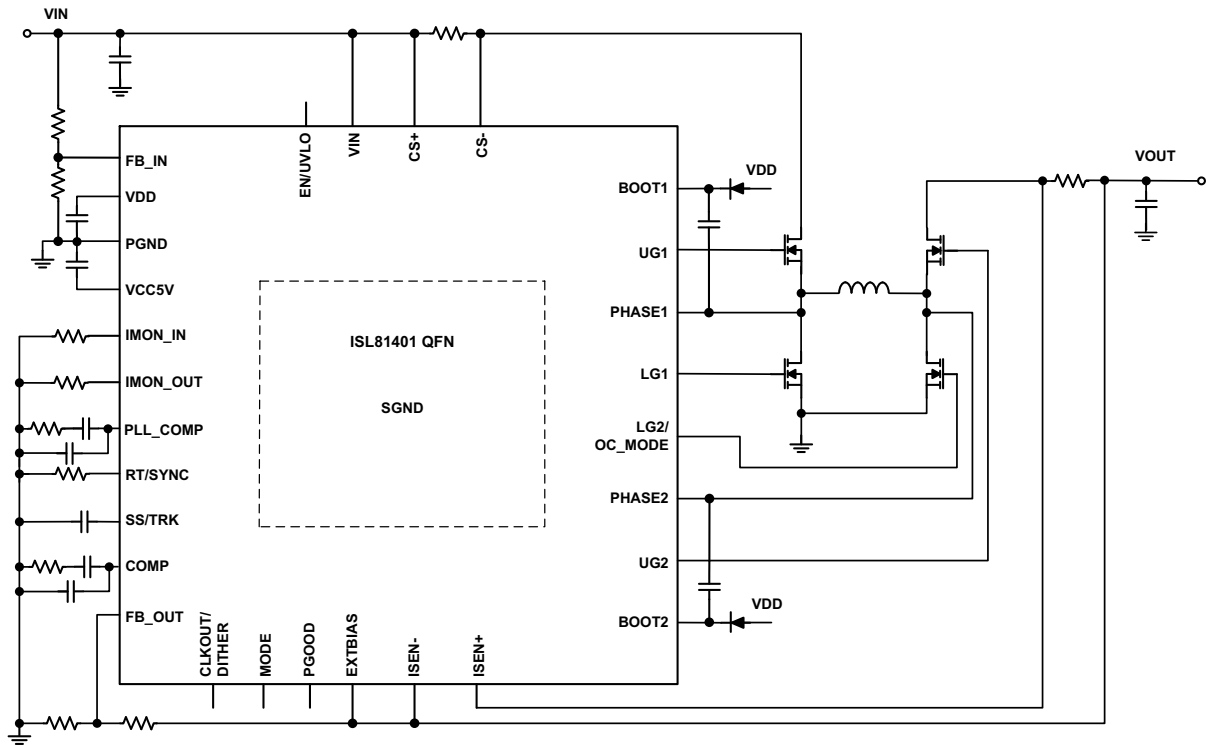 VIN
EN/UVLO
VIN
CS+
CS-
FB_IN
VDD
PGND
VCC5V
IMON_IN
IMON_OUT
PLL_COMP
RT/SYNC
SS/TRK
COMP
FB_OUT
ISL81401 QFN
SGND
BOOT1
VDD
UG1
PHASE1
LG1
LG2/
OC_MODE
PHASE2
UG2
BOOT2
VDD
VOUT
CLKOUT/
DITHER
MODE
PGOOD
EXTBIAS
ISEN-
ISEN+